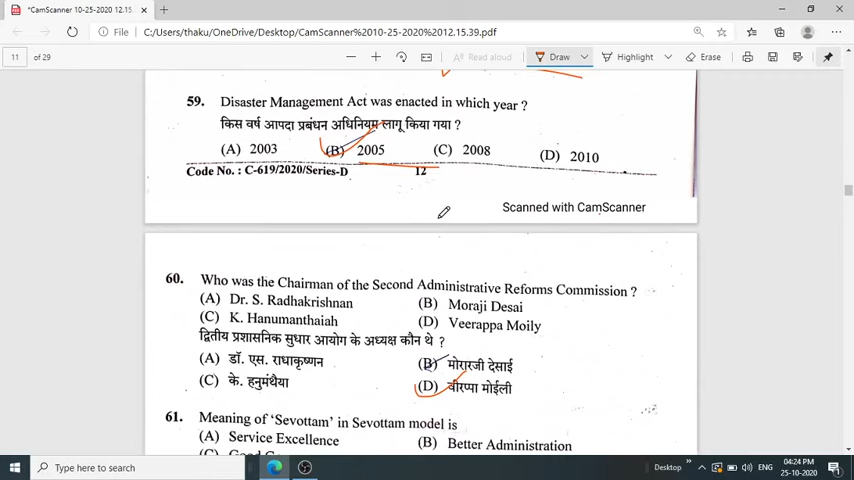 *CamScanner 10-25-2020 12.15.39
C:/Users/thaku/OneDrive/Desktop/CamScanner%2010-25-2020%2012.15.39.pdf
11 of 29
Read aloud
Draw
Highlight
Erase
59. Disaster Management Act was enacted in which year ?
किस वर्ष आपदा प्रबंधन अधिनियम लागू किया गया ?
(A) 2003 (B) 2005 (C) 2008 (D) 2010
Code No. : C-619/2020/Series-D 12
Scanned with CamScanner
60. Who was the Chairman of the Second Administrative Reforms Commission ?
(A) Dr. S. Radhakrishnan (B) Moraji Desai
(C) K. Hanumanthaiah (D) Veerappa Moily
द्वितीय प्रशासनिक सुधार आयोग के अध्यक्ष कौन थे ?
(A) डॉ. एस. राधाकृष्णन (B) मोरारजी देसाई
(C) के. हनुमंथैया (D) वीरप्पा मोईली
61. Meaning of 'Sevottam' in Sevottam model is
(A) Service Excellence (B) Better Administration
Type here to search
Desktop
ENG
04:24 PM
25-10-2020